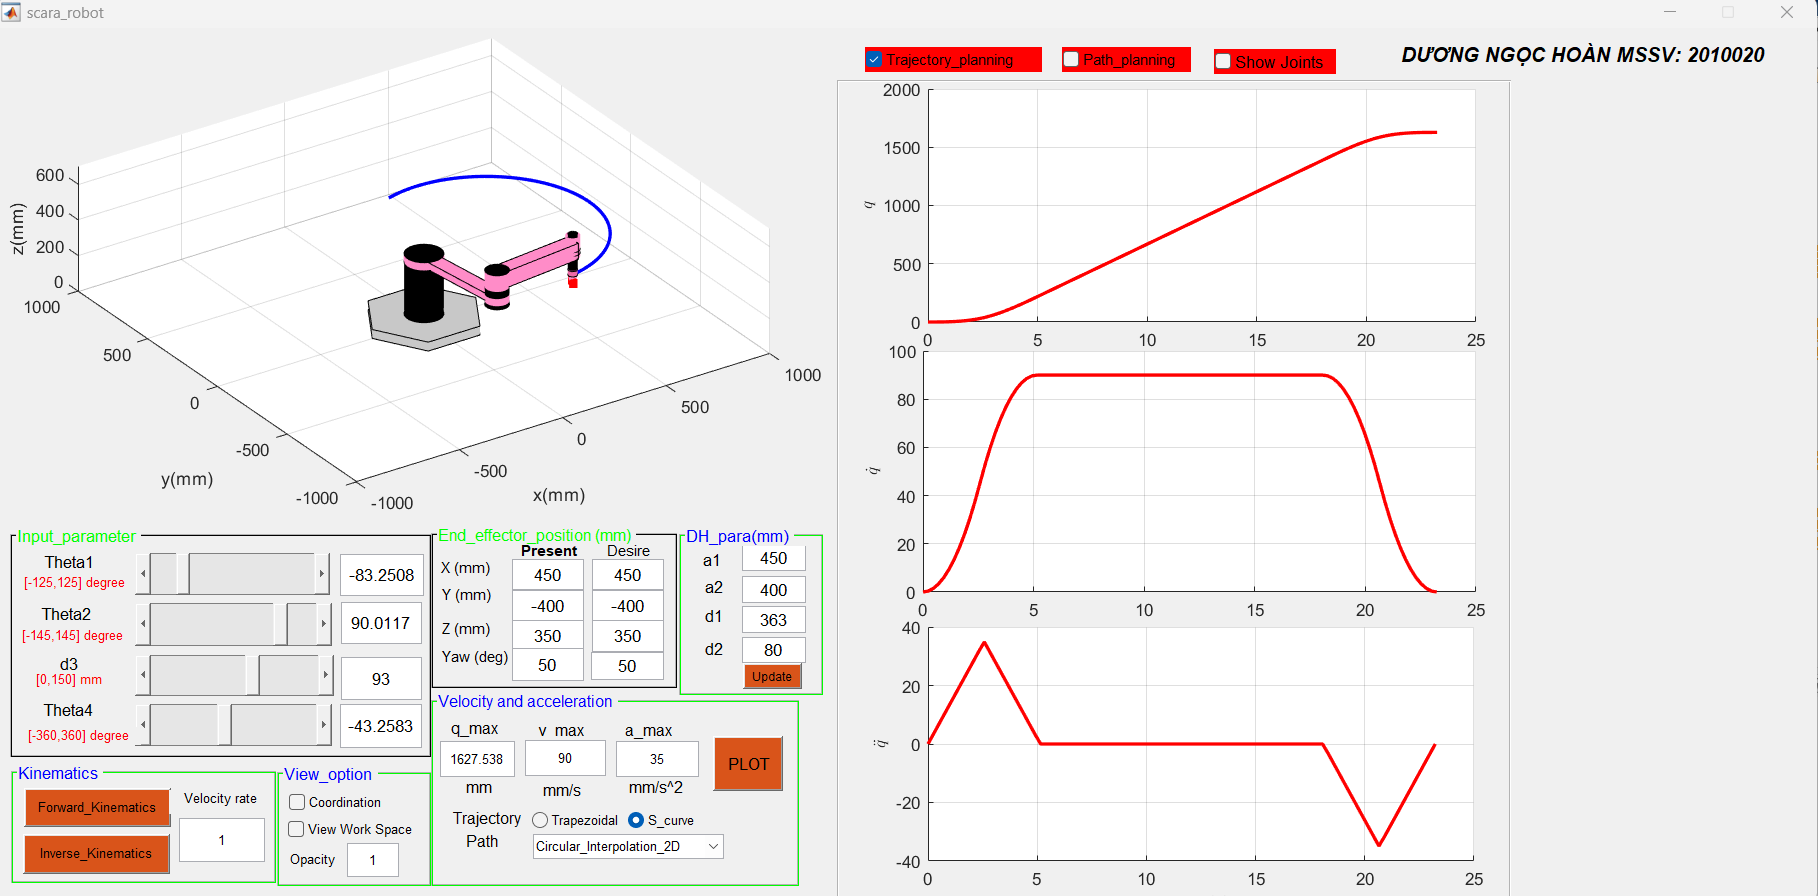 scara_robot
Trajectory_planning
Path_planning
Show Joints
DƯƠNG NGỌC HOÀN MSSV: 2010020
z(mm)
600
400
200
0
1000
500
0
-500
-1000
y(mm)
-1000
-500
0
500
1000
x(mm)
q
2000
1500
1000
500
0
0 5 10 15 20 25
q̇
100
80
60
40
20
0
0 5 10 15 20 25
q̈
40
20
0
-20
-40
0 5 10 15 20 25
Input_parameter
Theta1
[-125,125] degree
-83.2508
Theta2
[-145,145] degree
90.0117
d3
[0,150] mm
93
Theta4
[-360,360] degree
-43.2583
End_effector_position (mm)
Present Desire
X (mm) 450 450
Y (mm) -400 -400
Z (mm) 350 350
Yaw (deg) 50 50
DH_para(mm)
a1 450
a2 400
d1 363
d2 80
Update
Kinematics
Forward_Kinematics
Inverse_Kinematics
Velocity rate
1
View_option
Coordination
View Work Space
Opacity 1
Velocity and acceleration
q_max v_max a_max
1627.538 90 35
mm mm/s mm/s^2
PLOT
Trajectory Trapezoidal S_curve
Path Circular_Interpolation_2D